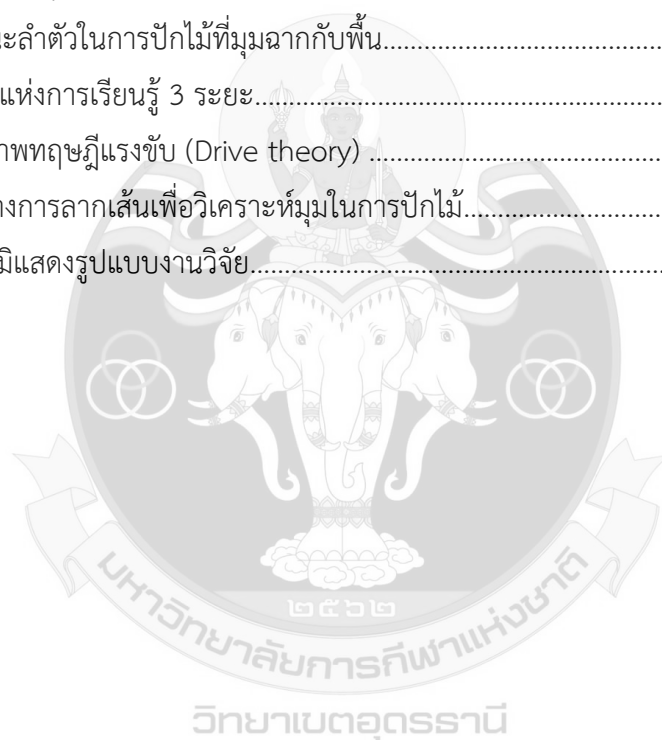 นะลำตัวในการปักไม้ที่มุมฉากกับพื้น.......................................................
แห่งการเรียนรู้ 3 ระยะ.......................................................................
าพทฤษฎีแรงขับ (Drive theory) .......................................................
างการลากเส้นเพื่อวิเคราะห์มุมในการปักไม้...........................................
มิแสดงรูปแบบงานวิจัย.......................................................................
๒๕๖๒
มหาวิทยาลัยการกีฬาแห่งชาติ
วิทยาเขตอุดรธานี